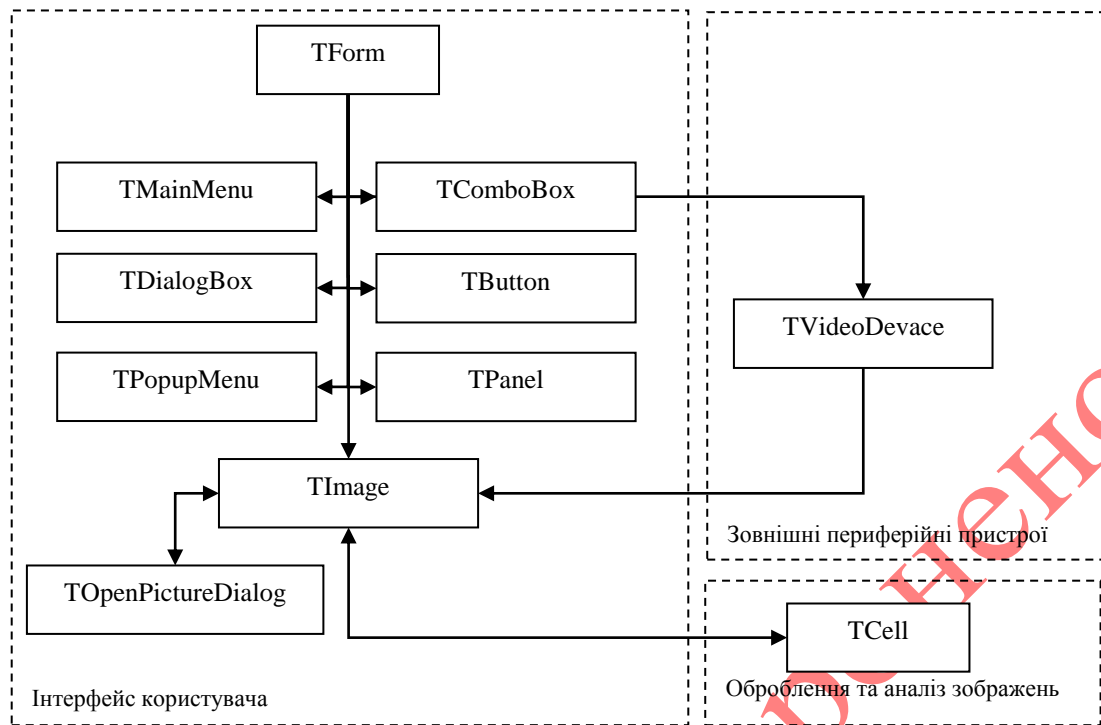 TForm
TMainMenu
TComboBox
TDialogBox
TButton
TVideoDevace
TPopupMenu
TPanel
TImage
Зовнішні периферійні пристрої
TOpenPictureDialog
TCell
Інтерфейс користувача
Оброблення та аналіз зображень